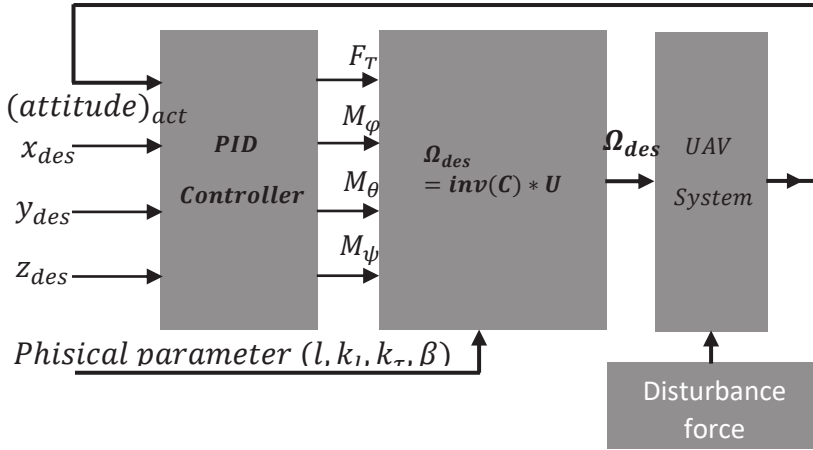 (attitude)act
xdes
ydes
zdes
PID
Controller
FT
Mφ
Mθ
Mψ
Ωdes
= inv(C) * U
Ωdes
UAV
System
Phisical parameter (l, kl, kτ, β)
Disturbance
force